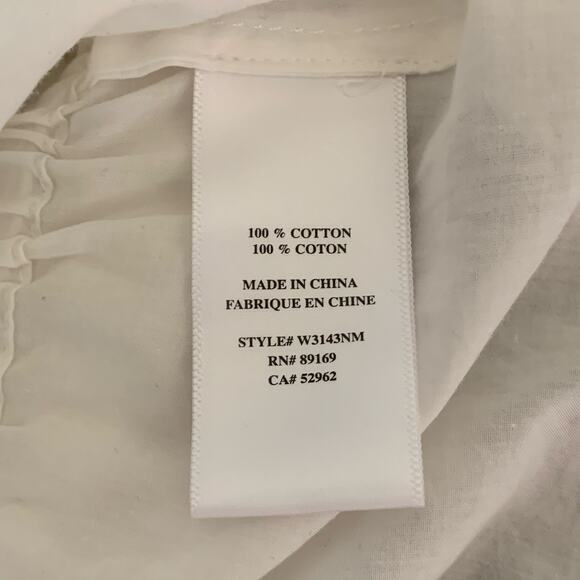 100 % COTTON
100 % COTON
MADE IN CHINA
FABRIQUE EN CHINE
STYLE# W3143NM
RN# 89169
CA# 52962